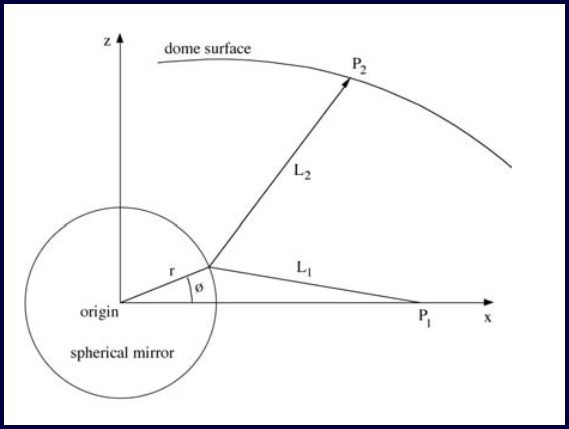 z
dome surface
P2
L2
L1
r
ø
origin
P1
x
spherical mirror